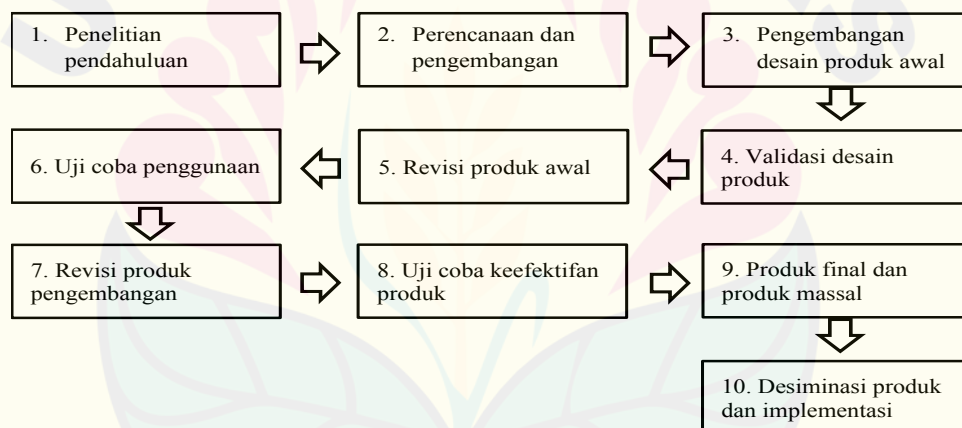 1. Penelitian
pendahuluan
2. Perencanaan dan
pengembangan
3. Pengembangan
desain produk awal
4. Validasi desain
produk
5. Revisi produk awal
6. Uji coba penggunaan
7. Revisi produk
pengembangan
8. Uji coba keefektifan
produk
9. Produk final dan
produk massal
10. Desiminasi produk
dan implementasi